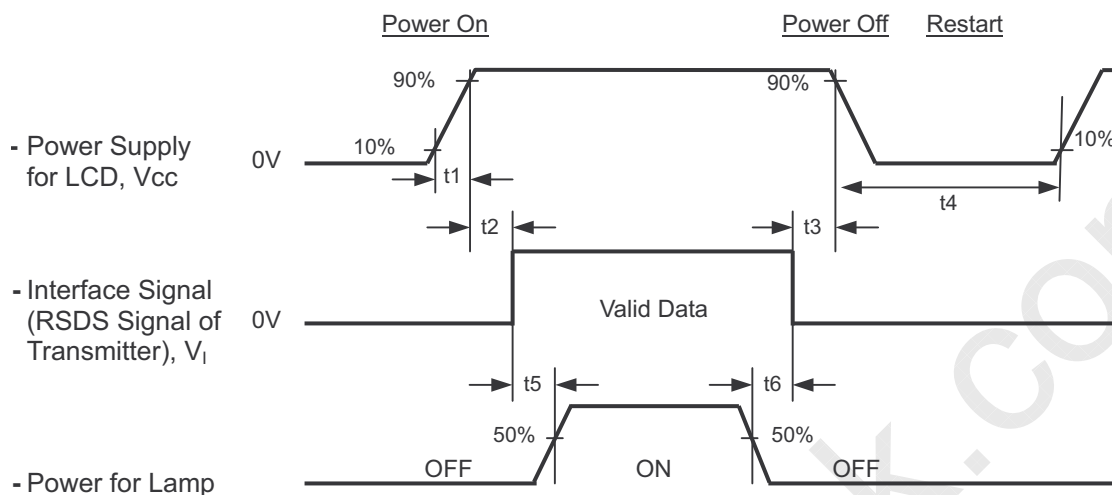 Power On
Power Off
Restart
90%
90%
- Power Supply
for LCD, Vcc
0V
10%
10%
t1
t4
t2
t3
- Interface Signal
(RSDS Signal of
Transmitter), VI
0V
Valid Data
t5
t6
50%
50%
OFF
ON
OFF
- Power for Lamp
k.com